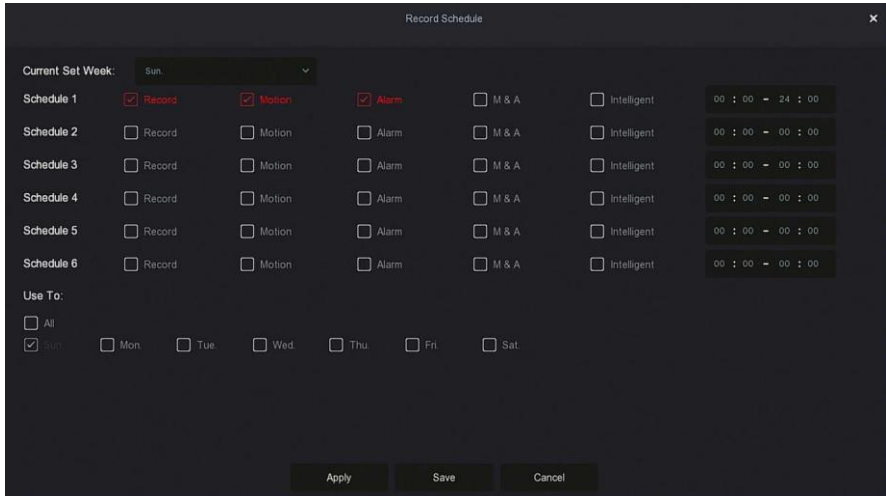 Record Schedule ×
Current Set Week: Sun.
Schedule 1 Record Motion Alarm M & A Intelligent 00 : 00 - 24 : 00
Schedule 2 Record Motion Alarm M & A Intelligent 00 : 00 - 00 : 00
Schedule 3 Record Motion Alarm M & A Intelligent 00 : 00 - 00 : 00
Schedule 4 Record Motion Alarm M & A Intelligent 00 : 00 - 00 : 00
Schedule 5 Record Motion Alarm M & A Intelligent 00 : 00 - 00 : 00
Schedule 6 Record Motion Alarm M & A Intelligent 00 : 00 - 00 : 00
Use To:
All
Sun. Mon. Tue. Wed. Thu. Fri. Sat.
Apply Save Cancel